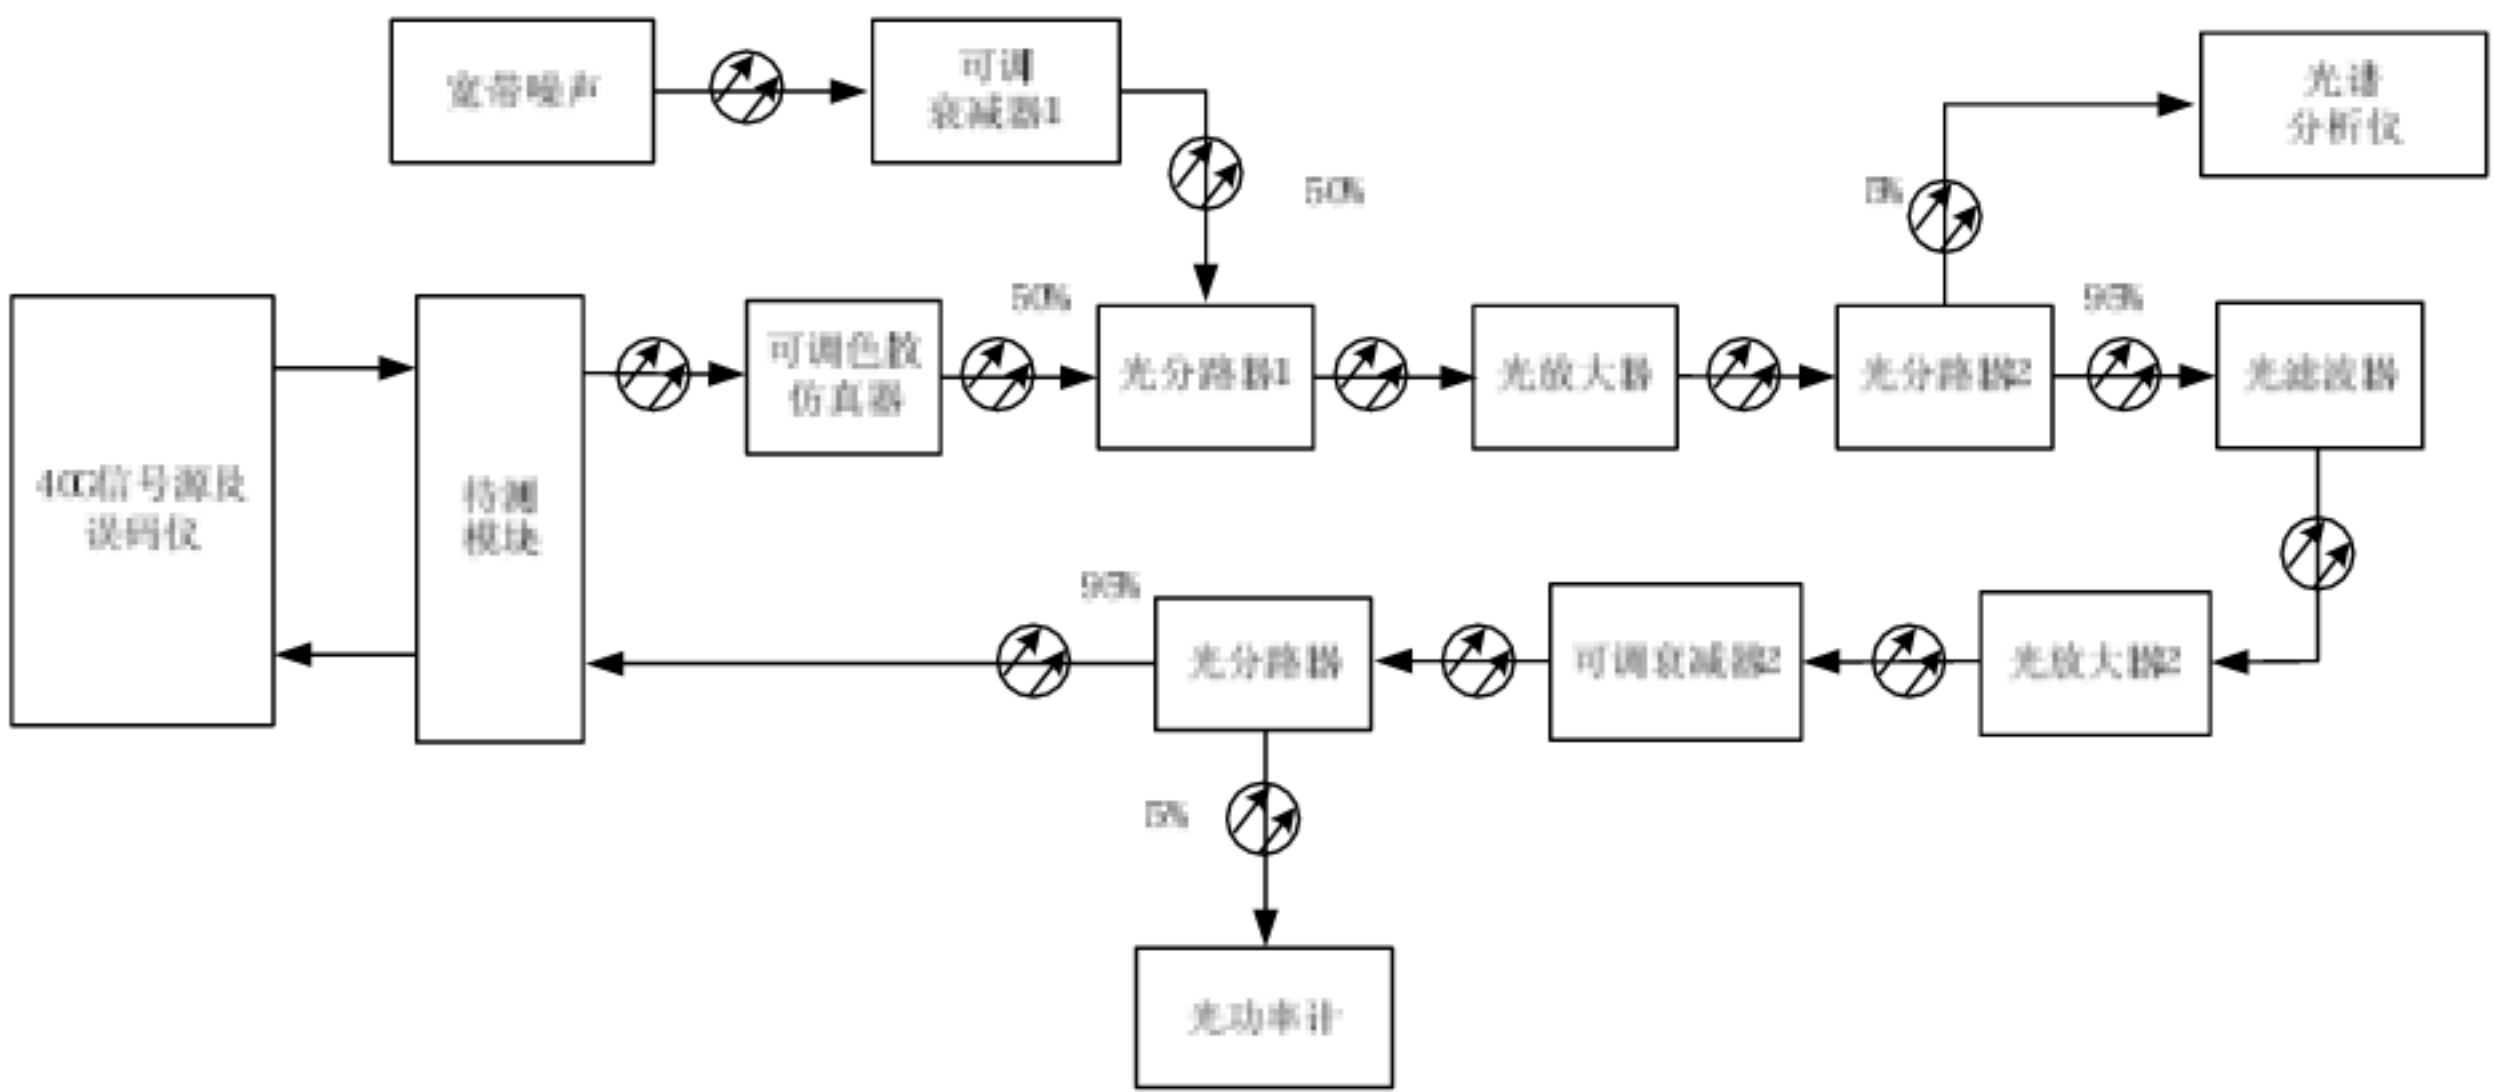 宽带噪声
可调
衰减器1
光谱
分析仪
50%
5%
50%
95%
40G信号源及
误码仪
待测
模块
可调色散
仿真器
光分路器1
光放大器
光分路器2
光滤波器
95%
光分路器
可调衰减器2
光放大器2
5%
光功率计